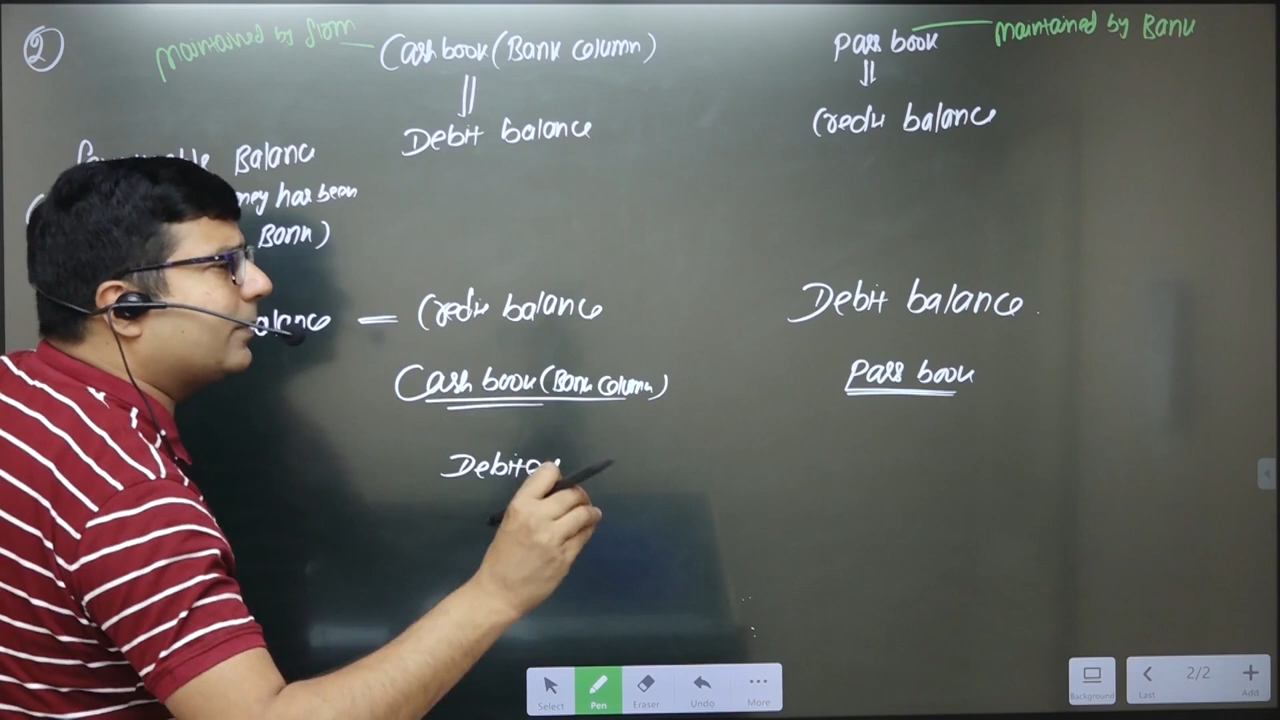 2
maintained by firm
Cash book (Bank column)
Pass book
maintained by Bank
Debit balance
Credit balance
Balance
has been
Bank)
Credit balance
Debit balance.
Cash book (Bank column)
Pass book
Select
Pen
Eraser
Undo
More
Background
Last
2/2
Add